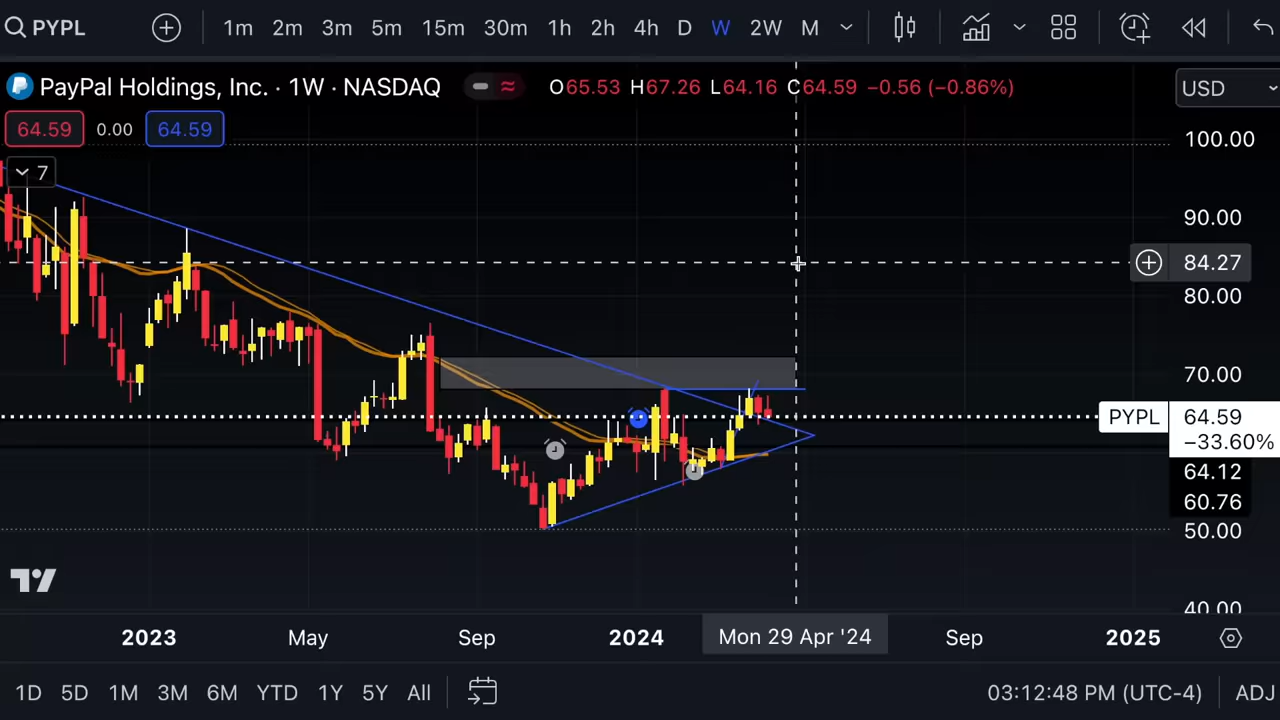 PYPL 1m 2m 3m 5m 15m 30m 1h 2h 4h D W 2W M
PayPal Holdings, Inc. · 1W · NASDAQ O65.53 H67.26 L64.16 C64.59 −0.56 (−0.86%) USD
64.59 0.00 64.59
7
100.00
90.00
84.27
80.00
70.00
PYPL 64.59
−33.60%
64.12
60.76
50.00
40.00
2023 May Sep 2024 Mon 29 Apr '24 Sep 2025
1D 5D 1M 3M 6M YTD 1Y 5Y All 03:12:48 PM (UTC-4) ADJ